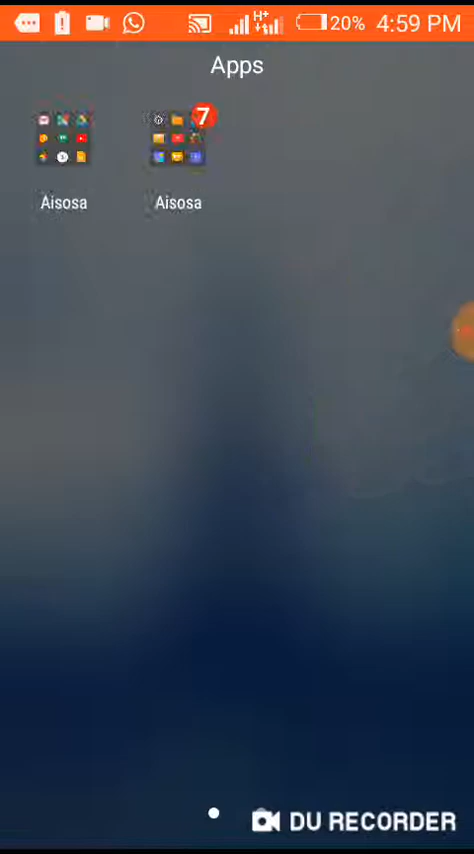 H+
20% 4:59 PM
Apps
7
Aisosa Aisosa
DU RECORDER